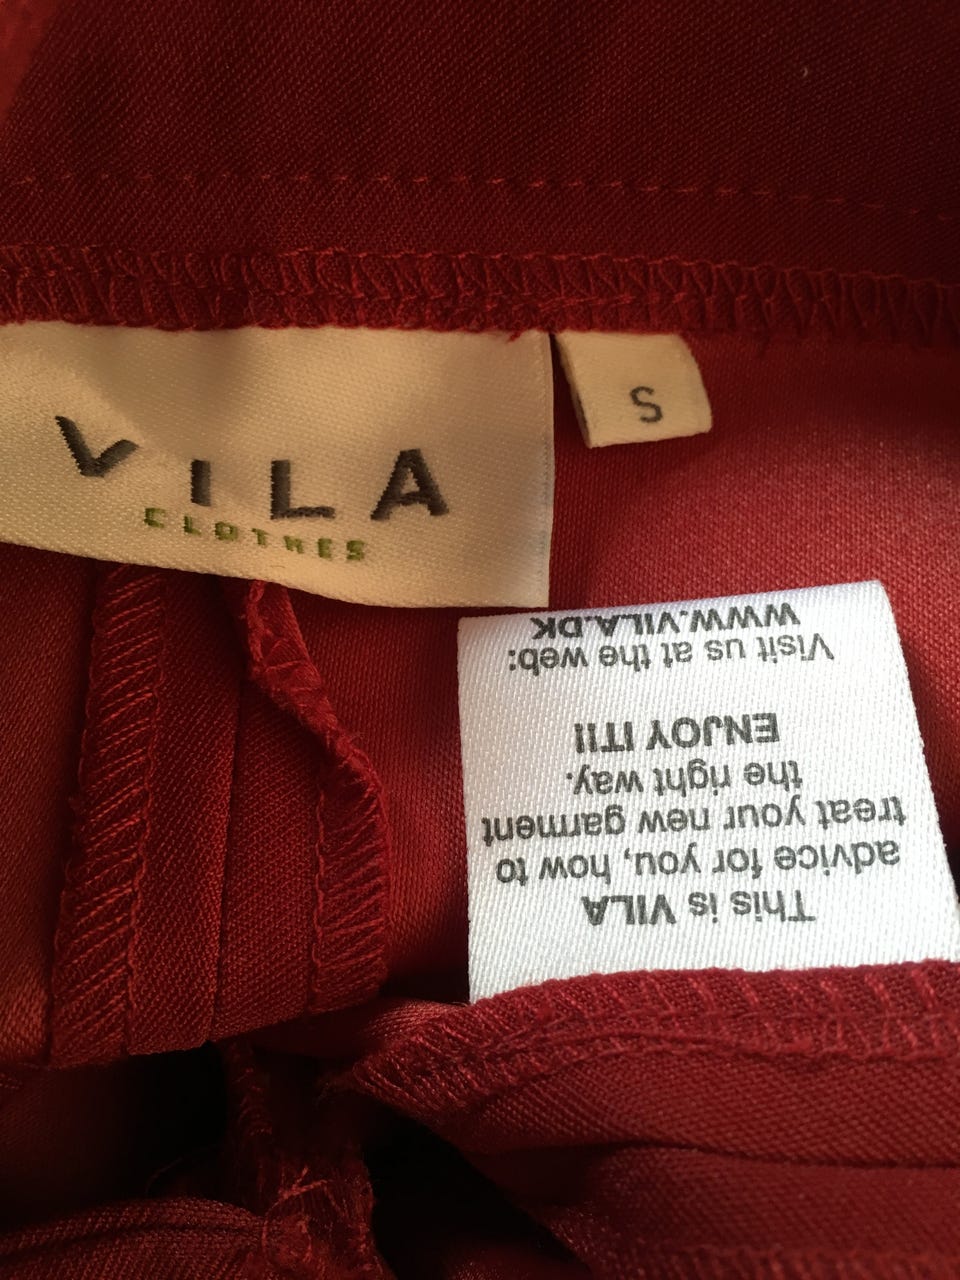 VILA
CLOTHES
S
This is VILA
advice for you, how to
treat your new garment
the right way.
ENJOY IT!!
Visit us at the web:
WWW.VILA.DK